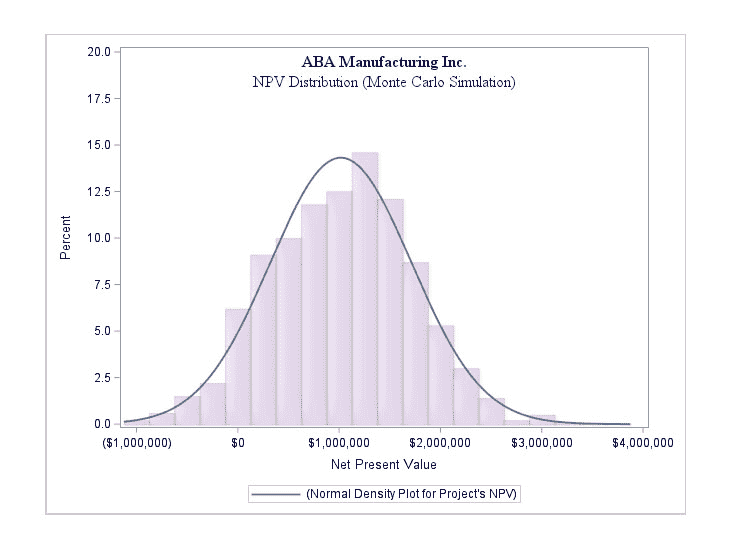 ABA Manufacturing Inc.
NPV Distribution (Monte Carlo Simulation)
20.0
17.5
15.0
12.5
10.0
7.5
5.0
2.5
0.0
Percent
($1,000,000) $0 $1,000,000 $2,000,000 $3,000,000 $4,000,000
Net Present Value
(Normal Density Plot for Project's NPV)